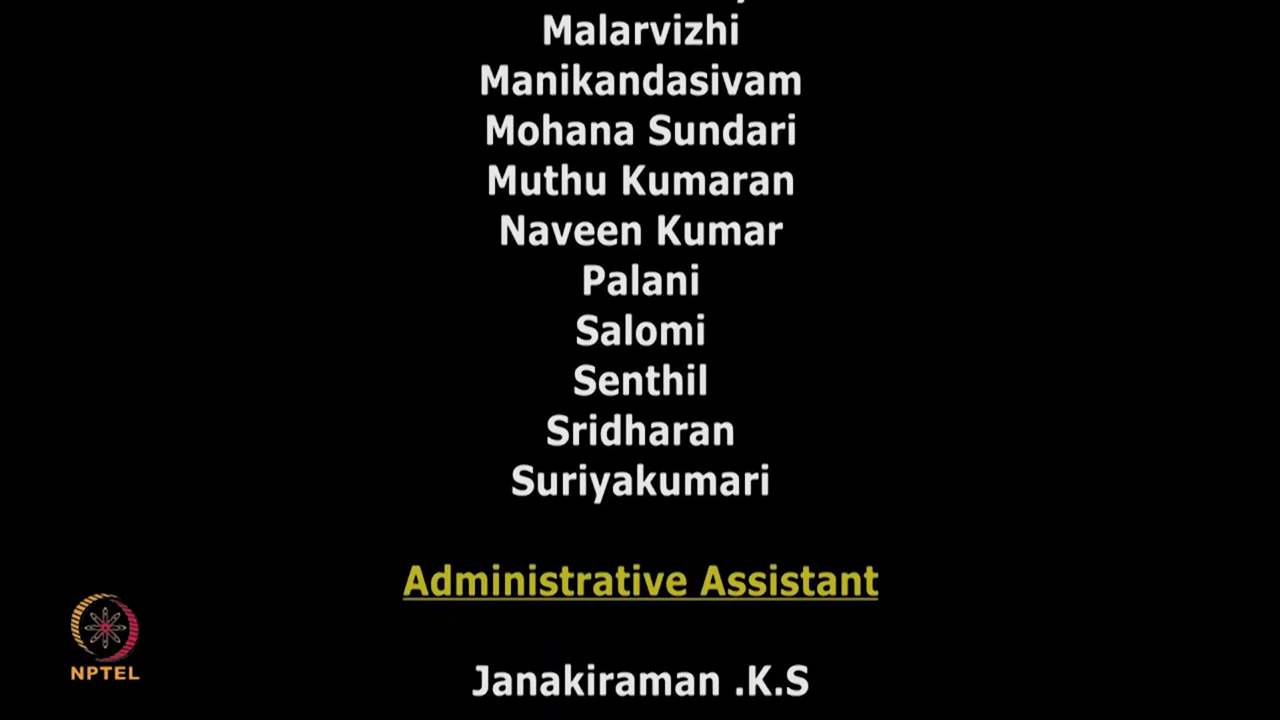 Malarvizhi
Manikandasivam
Mohana Sundari
Muthu Kumaran
Naveen Kumar
Palani
Salomi
Senthil
Sridharan
Suriyakumari
Administrative Assistant
NPTEL
Janakiraman .K.S